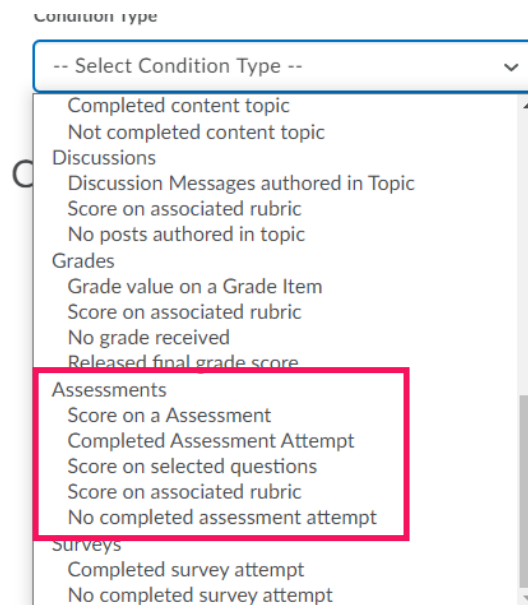 Condition Type
-- Select Condition Type --
Completed content topic
Not completed content topic
Discussions
Discussion Messages authored in Topic
Score on associated rubric
No posts authored in topic
Grades
Grade value on a Grade Item
Score on associated rubric
No grade received
Released final grade score
Assessments
Score on a Assessment
Completed Assessment Attempt
Score on selected questions
Score on associated rubric
No completed assessment attempt
Surveys
Completed survey attempt
No completed survey attempt